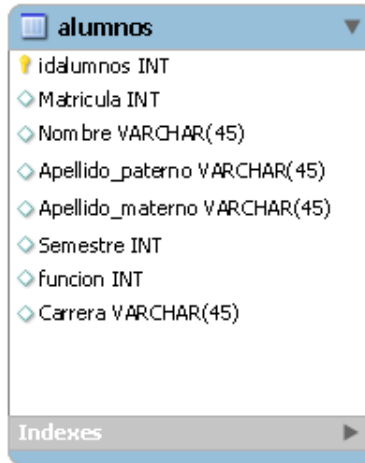 alumnos
idalumnos INT
Matricula INT
Nombre VARCHAR(45)
Apellido_paterno VARCHAR(45)
Apellido_materno VARCHAR(45)
Semestre INT
funcion INT
Carrera VARCHAR(45)
Indexes